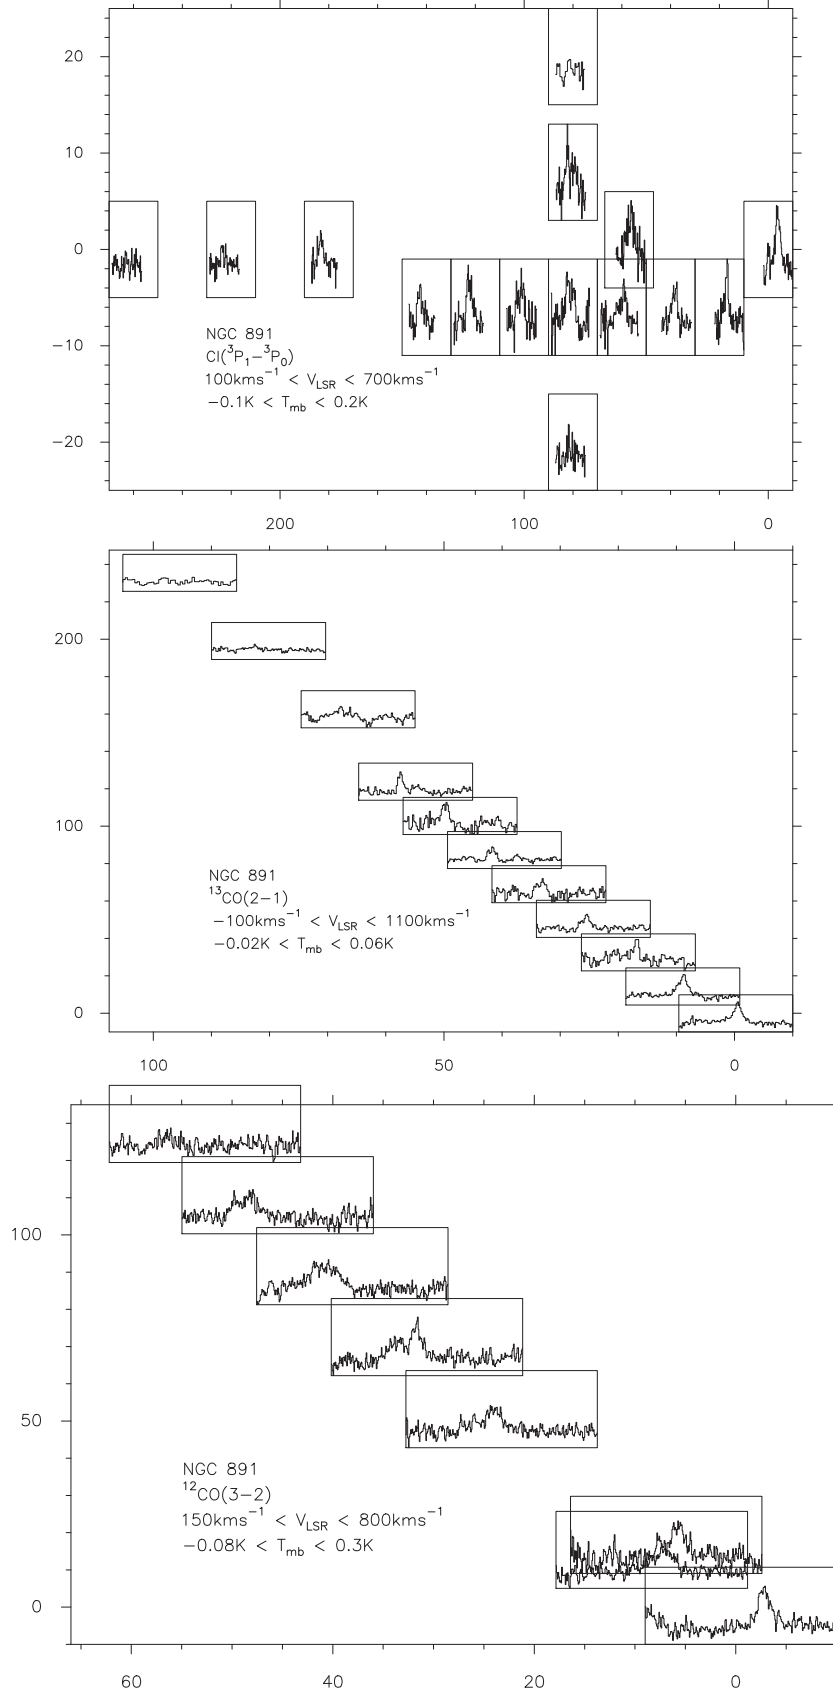 20
10
0
−10
−20
NGC 891
CI(³P₁−³P₀)
100kms⁻¹ < V_LSR < 700kms⁻¹
−0.1K < T_mb < 0.2K
200 100 0
200
100
0
NGC 891
¹³CO(2−1)
−100kms⁻¹ < V_LSR < 1100kms⁻¹
−0.02K < T_mb < 0.06K
100 50 0
100
50
0
NGC 891
¹²CO(3−2)
150kms⁻¹ < V_LSR < 800kms⁻¹
−0.08K < T_mb < 0.3K
60 40 20 0